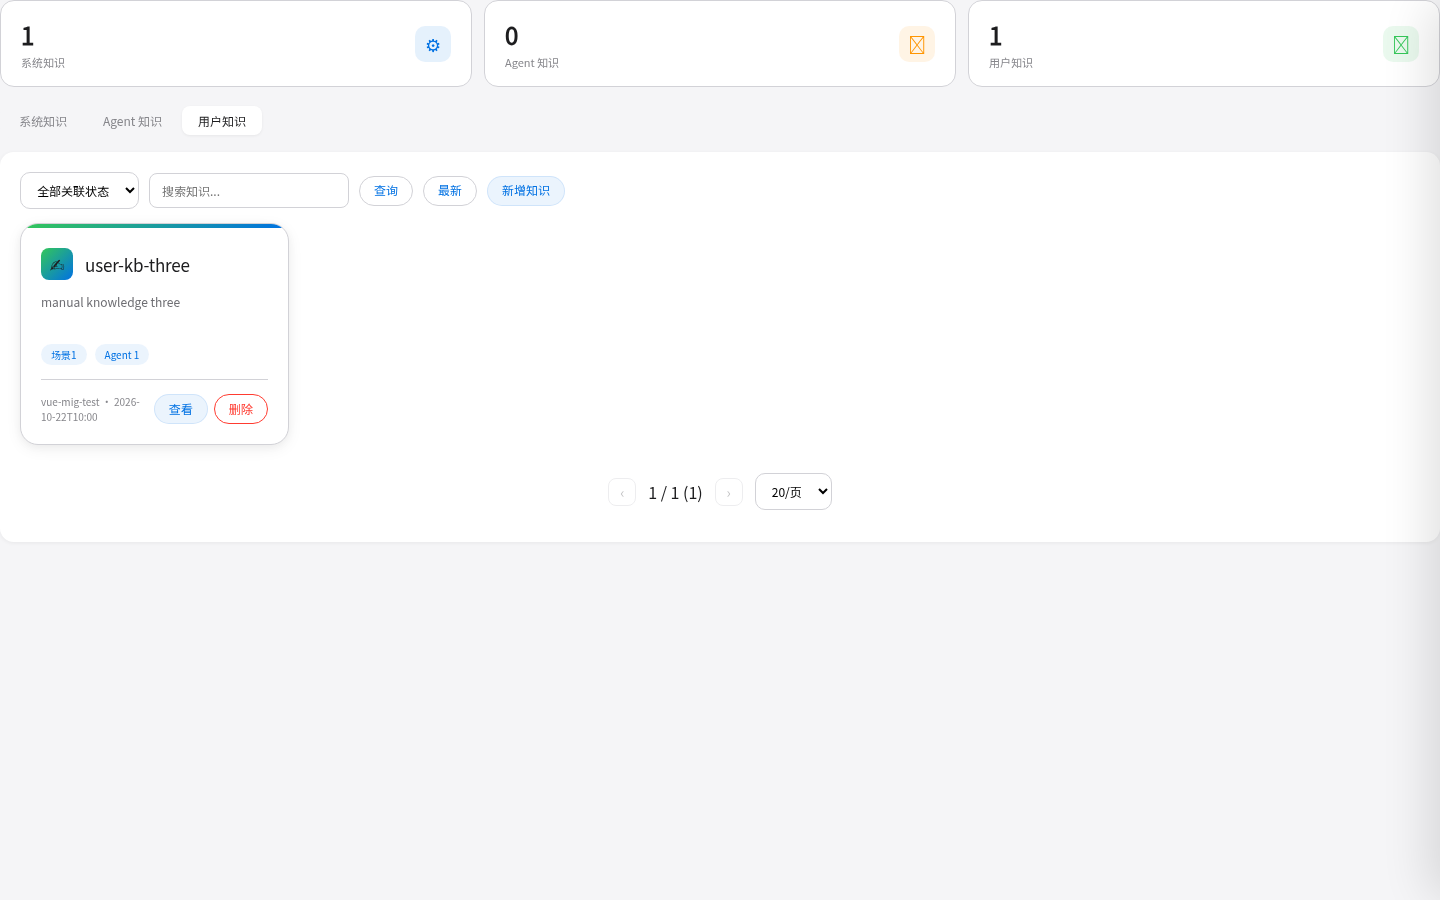 1
系统知识
0
Agent 知识
1
用户知识
系统知识 Agent 知识 用户知识
全部关联状态 搜索知识... 查询 最新 新增知识
user-kb-three
manual knowledge three
场景1 Agent 1
vue-mig-test · 2026-
10-22T10:00
查看 删除
‹ 1 / 1 (1) › 20/页